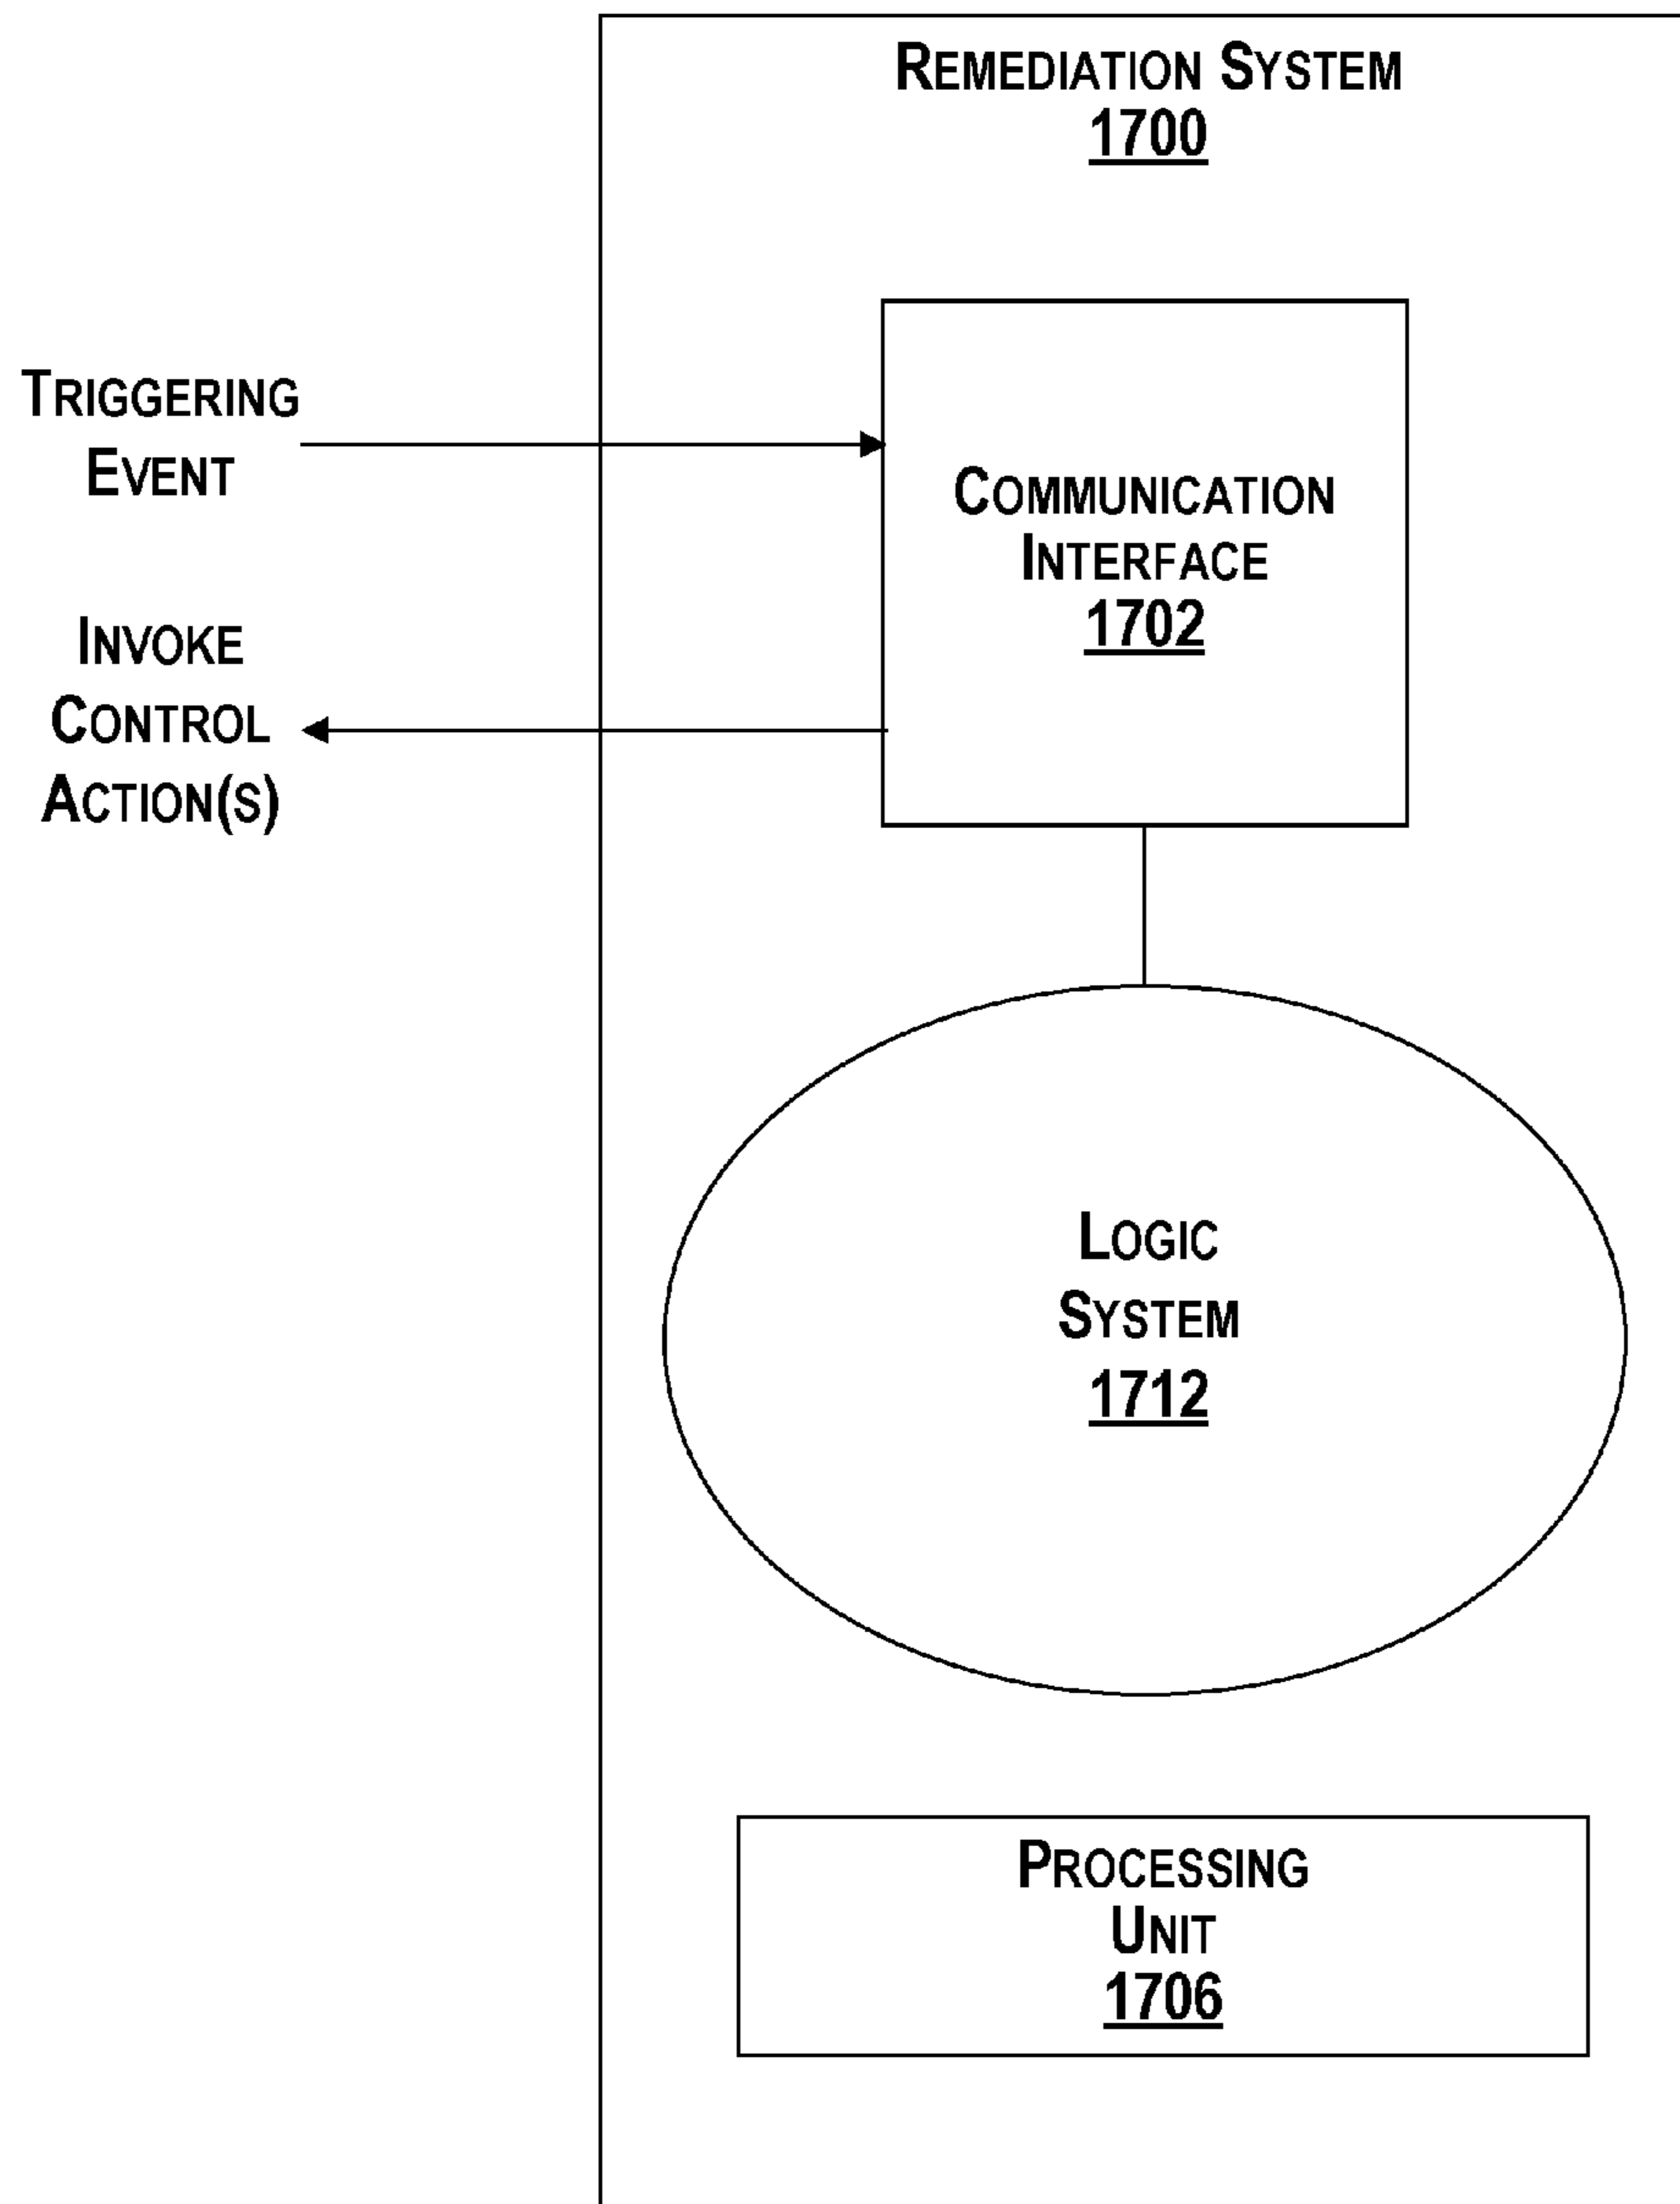 REMEDIATION SYSTEM
1700
TRIGGERING
EVENT
COMMUNICATION
INTERFACE
1702
INVOKE
CONTROL
ACTION(S)
LOGIC
SYSTEM
1712
PROCESSING
UNIT
1706